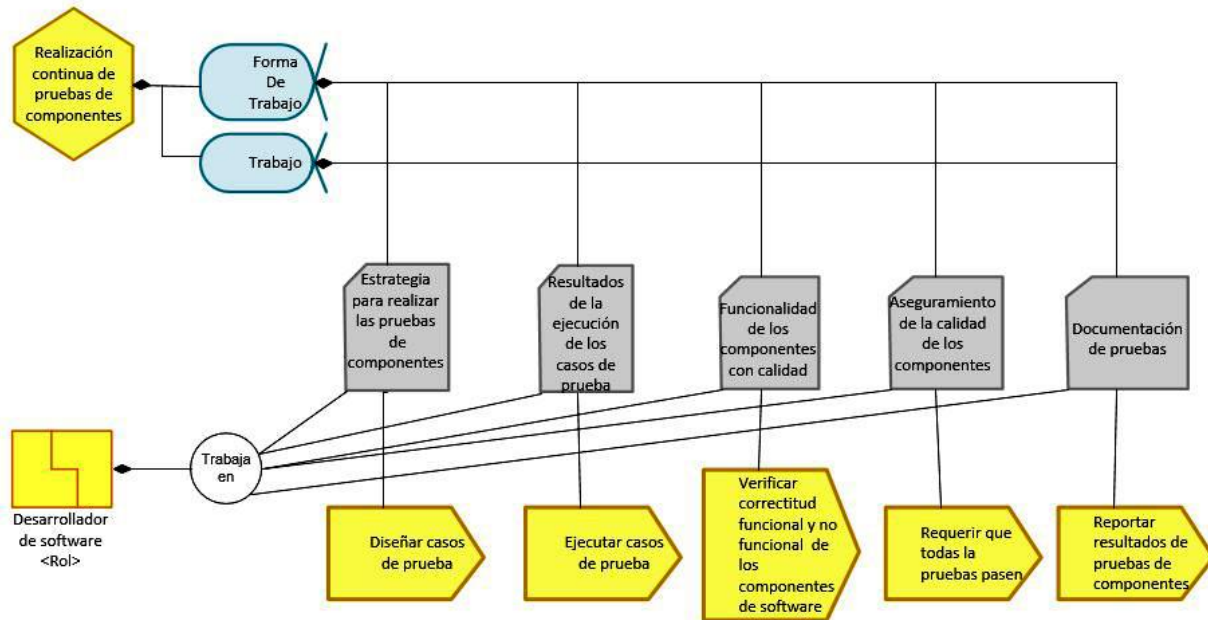 Realización
continua de
pruebas de
componentes
Forma
De
Trabajo
Trabajo
Estrategia
para realizar
las pruebas
de
componentes
Resultados
de la
ejecución
de los
casos de
prueba
Funcionalidad
de los
componentes
con calidad
Aseguramiento
de la calidad
de los
componentes
Documentación
de pruebas
Trabaja
en
Desarrollador
de software
<Rol>
Diseñar casos
de prueba
Ejecutar casos
de prueba
Verificar
correctitud
funcional y no
funcional de
los
componentes
de software
Requerir que
todas la
pruebas pasen
Reportar
resultados de
pruebas de
componentes